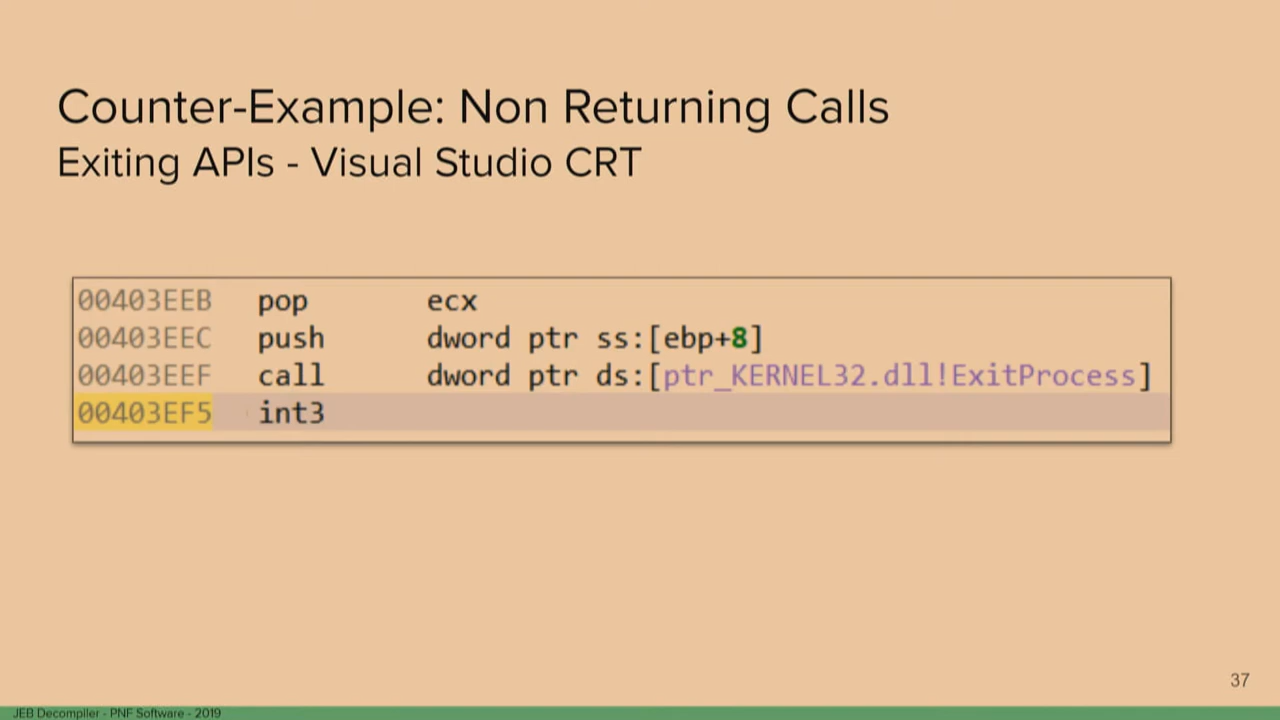 Counter-Example: Non Returning Calls
Exiting APIs - Visual Studio CRT
00403EEB pop ecx
00403EEC push dword ptr ss:[ebp+8]
00403EEF call dword ptr ds:[ptr_KERNEL32.dll!ExitProcess]
00403EF5 int3
37
JEB Decompiler - PNF Software - 2019